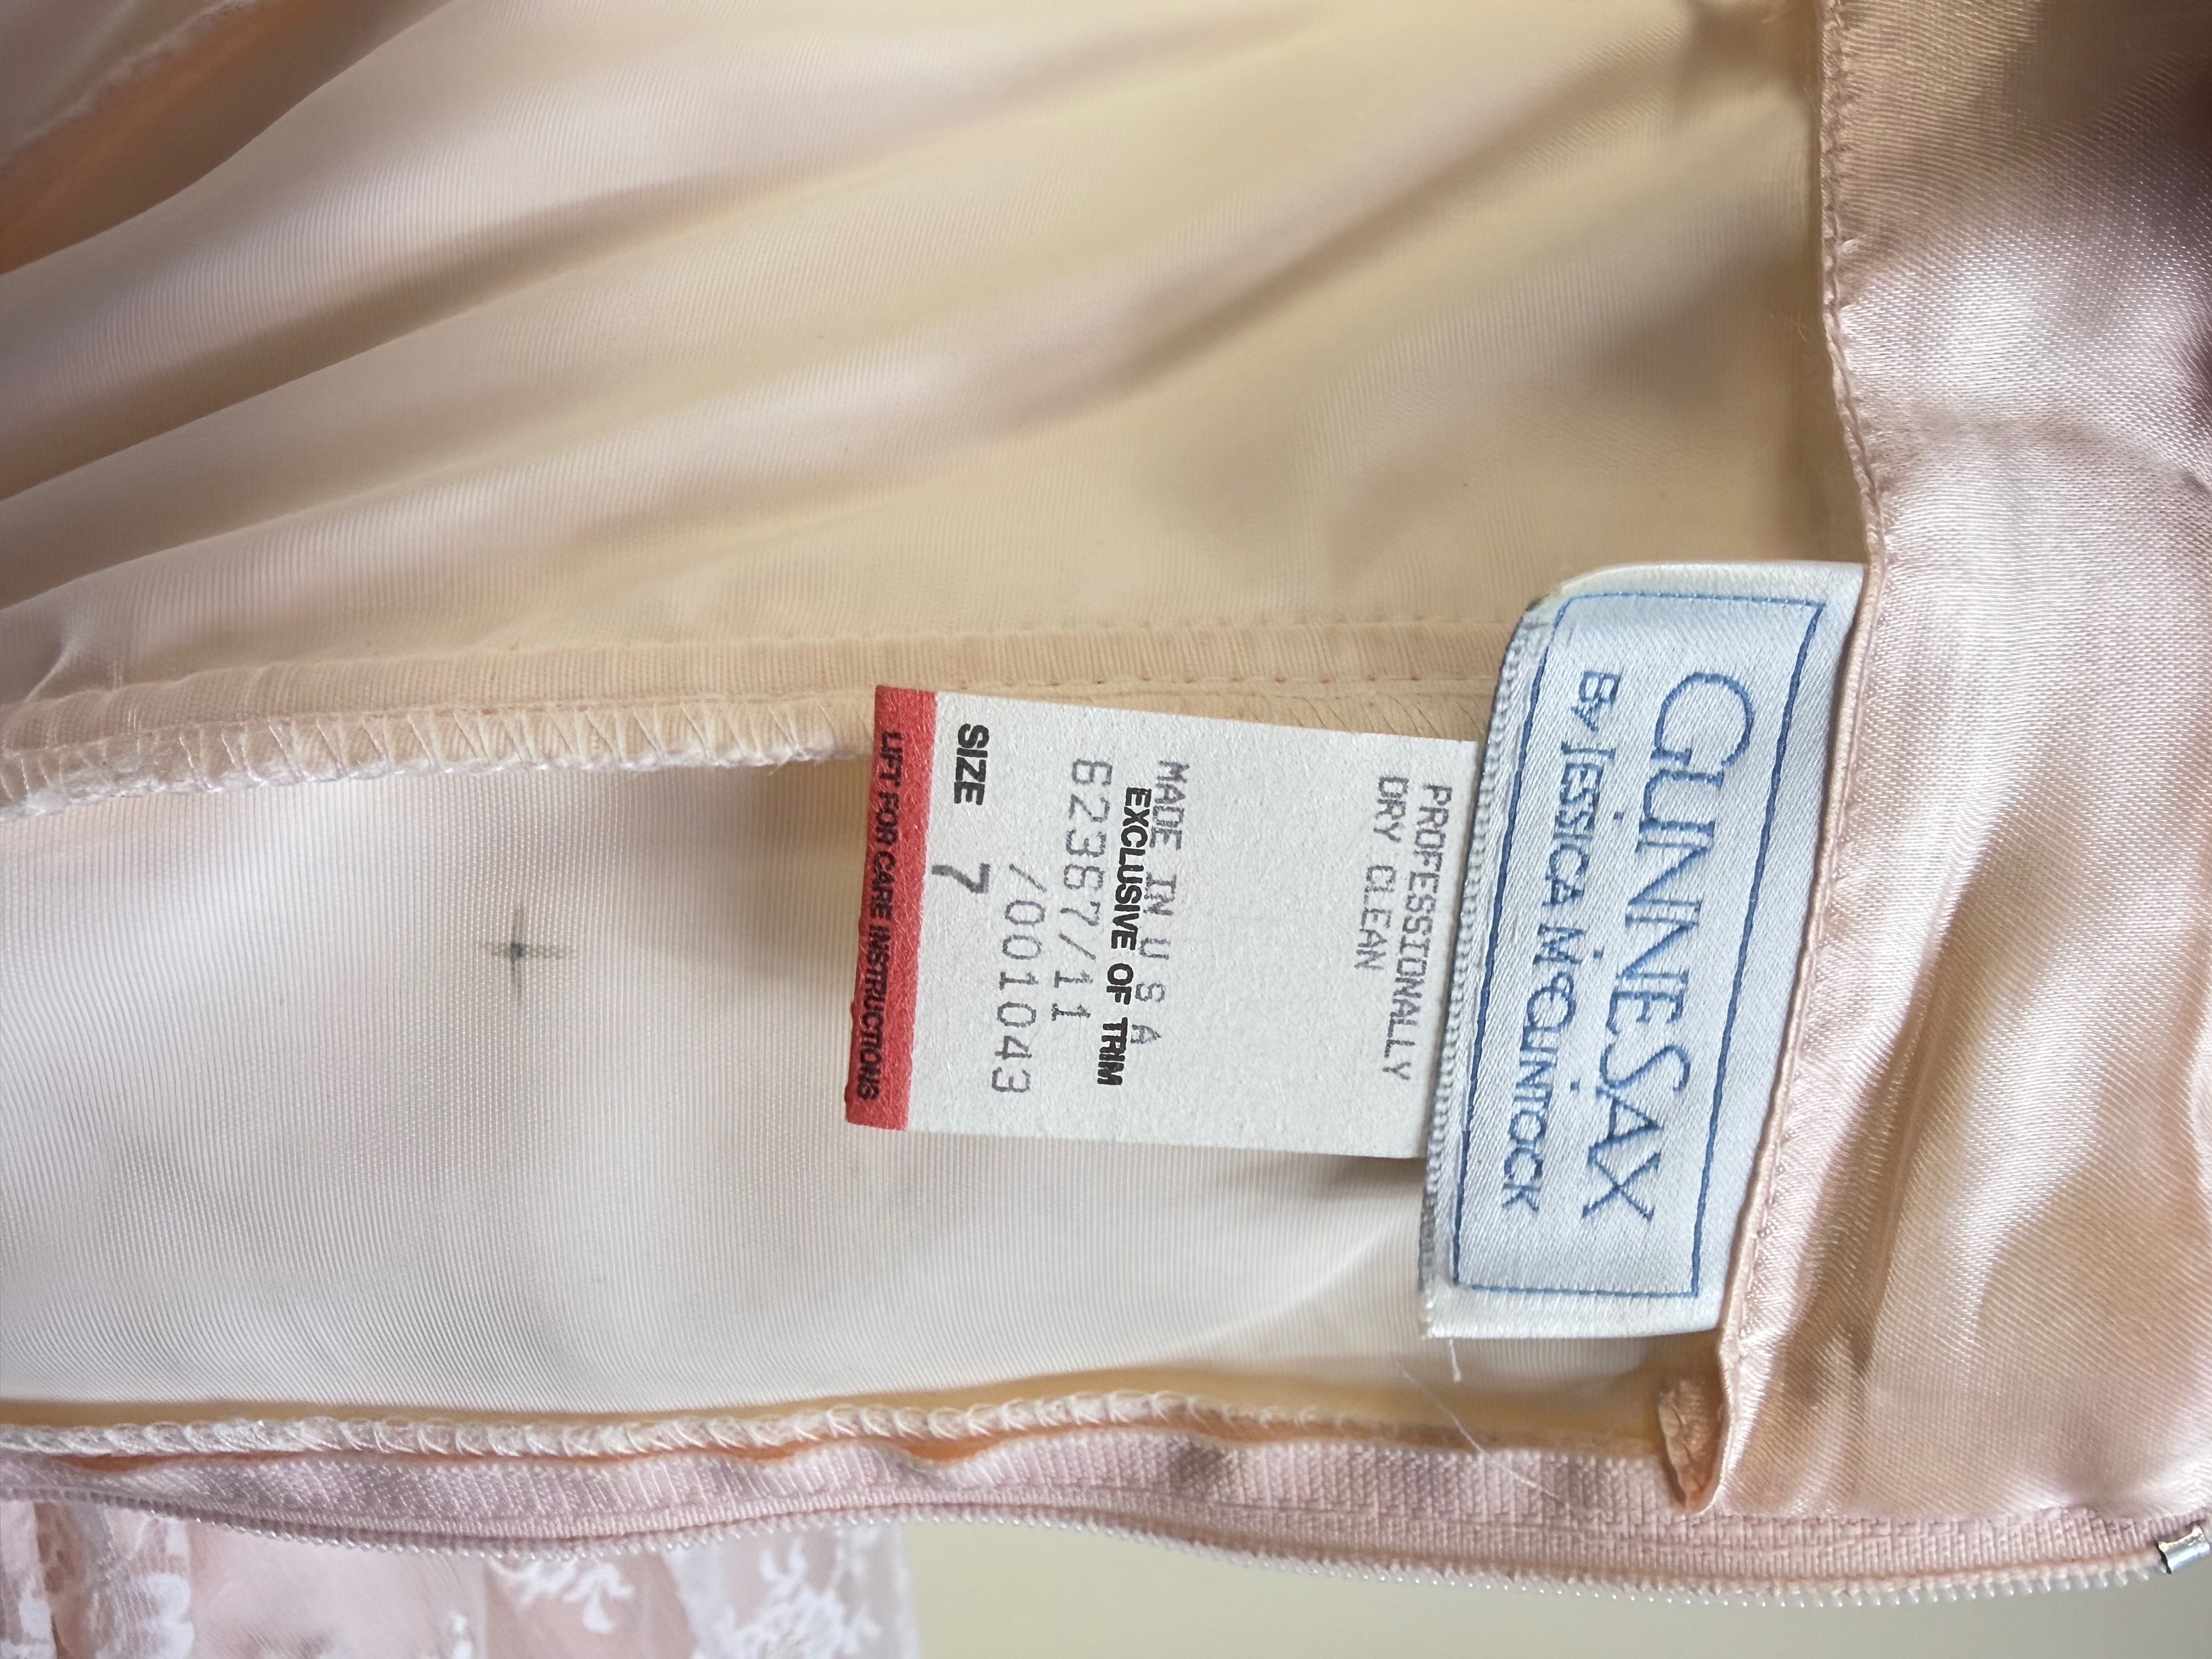 GUNNE SAX
BY JESSICA McCLINTOCK
PROFESSIONALLY
DRY CLEAN
MADE IN U S A
EXCLUSIVE OF TRIM
62387/11
/001043
SIZE 7
LIFT FOR CARE INSTRUCTIONS